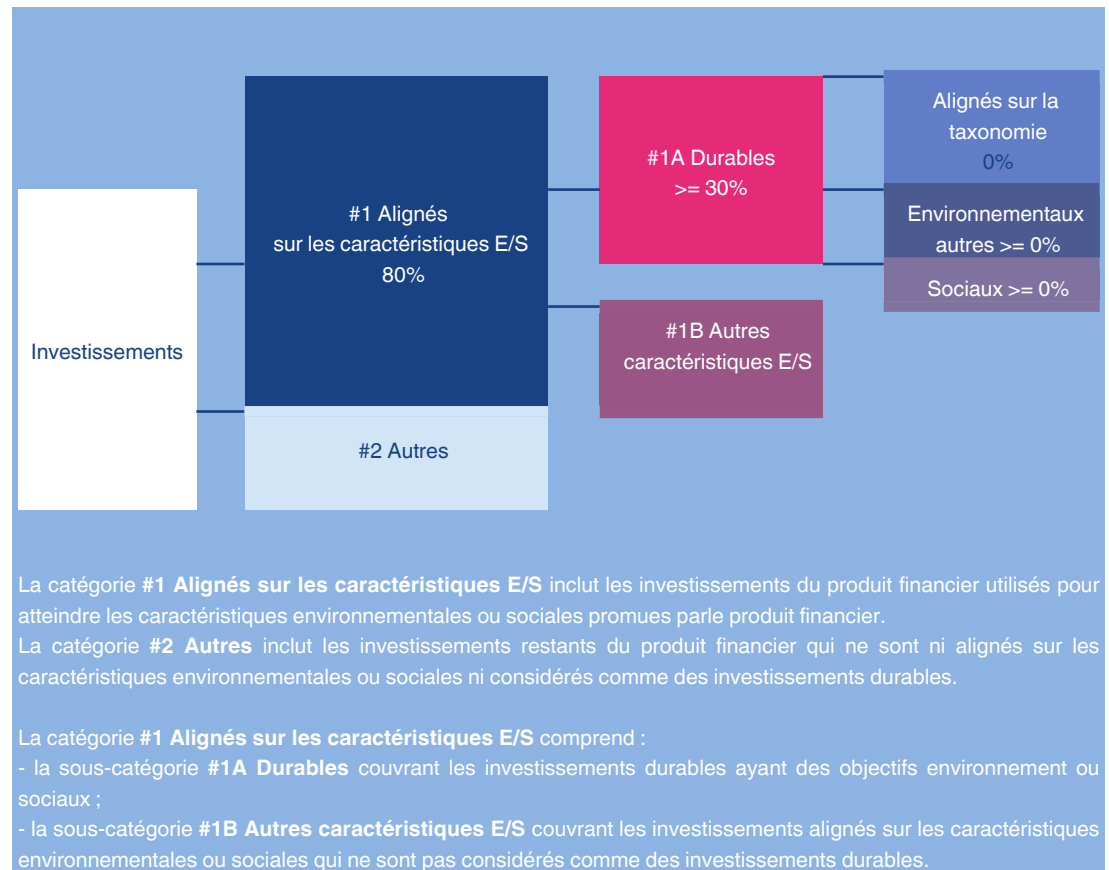 Investissements
#1 Alignés
sur les caractéristiques E/S
80%
#2 Autres
#1A Durables
>= 30%
#1B Autres
caractéristiques E/S
Alignés sur la
taxonomie
0%
Environnementaux
autres >= 0%
Sociaux >= 0%
La catégorie #1 Alignés sur les caractéristiques E/S inclut les investissements du produit financier utilisés pour
atteindre les caractéristiques environnementales ou sociales promues parle produit financier.
La catégorie #2 Autres inclut les investissements restants du produit financier qui ne sont ni alignés sur les
caractéristiques environnementales ou sociales ni considérés comme des investissements durables.
La catégorie #1 Alignés sur les caractéristiques E/S comprend :
- la sous-catégorie #1A Durables couvrant les investissements durables ayant des objectifs environnement ou
sociaux ;
- la sous-catégorie #1B Autres caractéristiques E/S couvrant les investissements alignés sur les caractéristiques
environnementales ou sociales qui ne sont pas considérés comme des investissements durables.